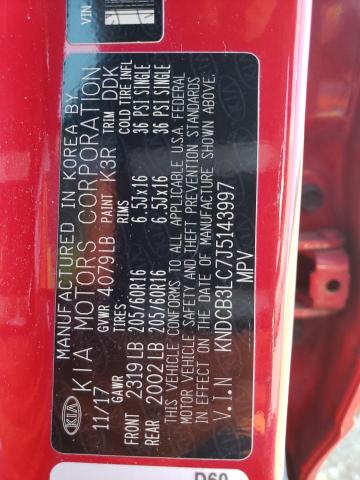 VIN:
MANUFACTURED IN KOREA BY
KIA KIA MOTORS CORPORATION
11/17 GVWR 4079LB PAINT K3R TRIM DDK
GAWR TIRES RIMS COLD TIRE INFL
FRONT 2319LB 205/60R16 6.5JX16 36 PSI SINGLE
REAR 2002LB 205/60R16 6.5JX16 36 PSI SINGLE
THIS VEHICLE CONFORMS TO ALL APPLICABLE U.S.A. FEDERAL
MOTOR VEHICLE SAFETY AND THEFT PREVENTION STANDARDS
IN EFFECT ON THE DATE OF MANUFACTURE SHOWN ABOVE.
V.I.N KNDCB3LC7J5143997
MPV
D60